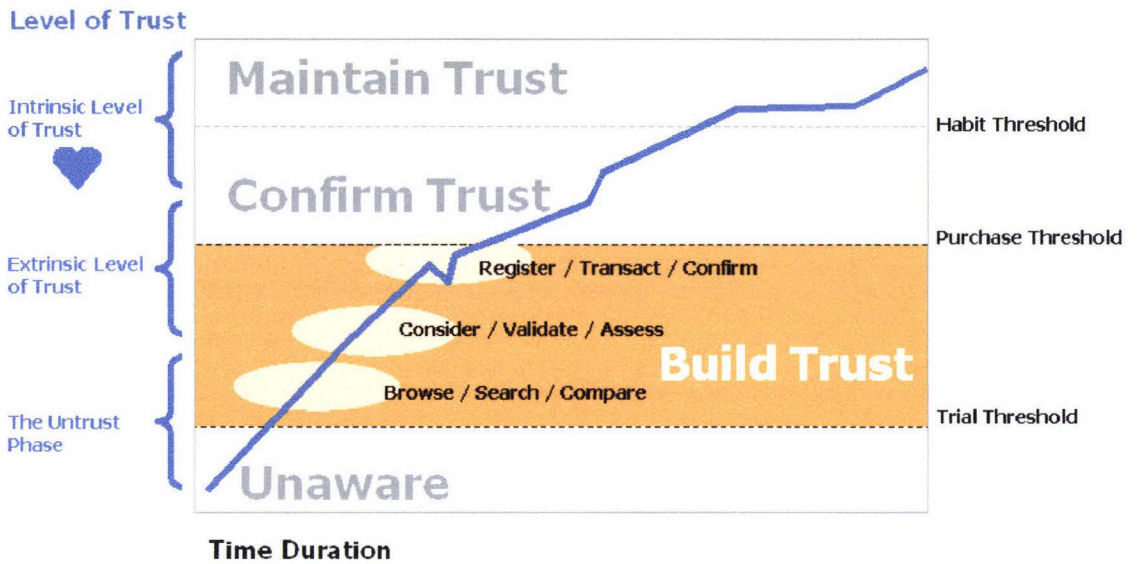 Level of Trust
Maintain Trust
Intrinsic Level
of Trust
Habit Threshold
Confirm Trust
Purchase Threshold
Extrinsic Level
of Trust
Register / Transact / Confirm
Consider / Validate / Assess
Build Trust
Browse / Search / Compare
The Untrust
Phase
Trial Threshold
Unaware
Time Duration